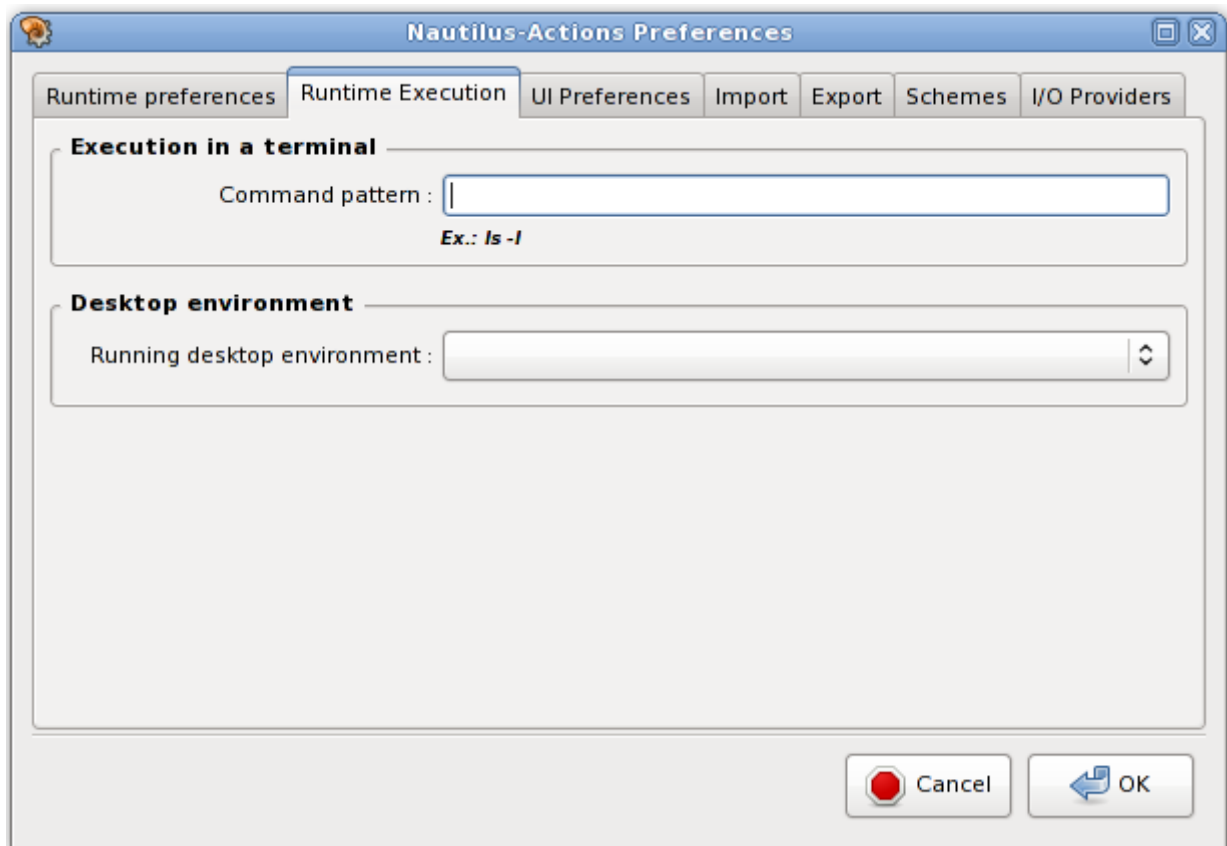 Nautilus-Actions Preferences
Runtime preferences Runtime Execution UI Preferences Import Export Schemes I/O Providers
Execution in a terminal
Command pattern :
Ex.: ls -l
Desktop environment
Running desktop environment :
Cancel OK